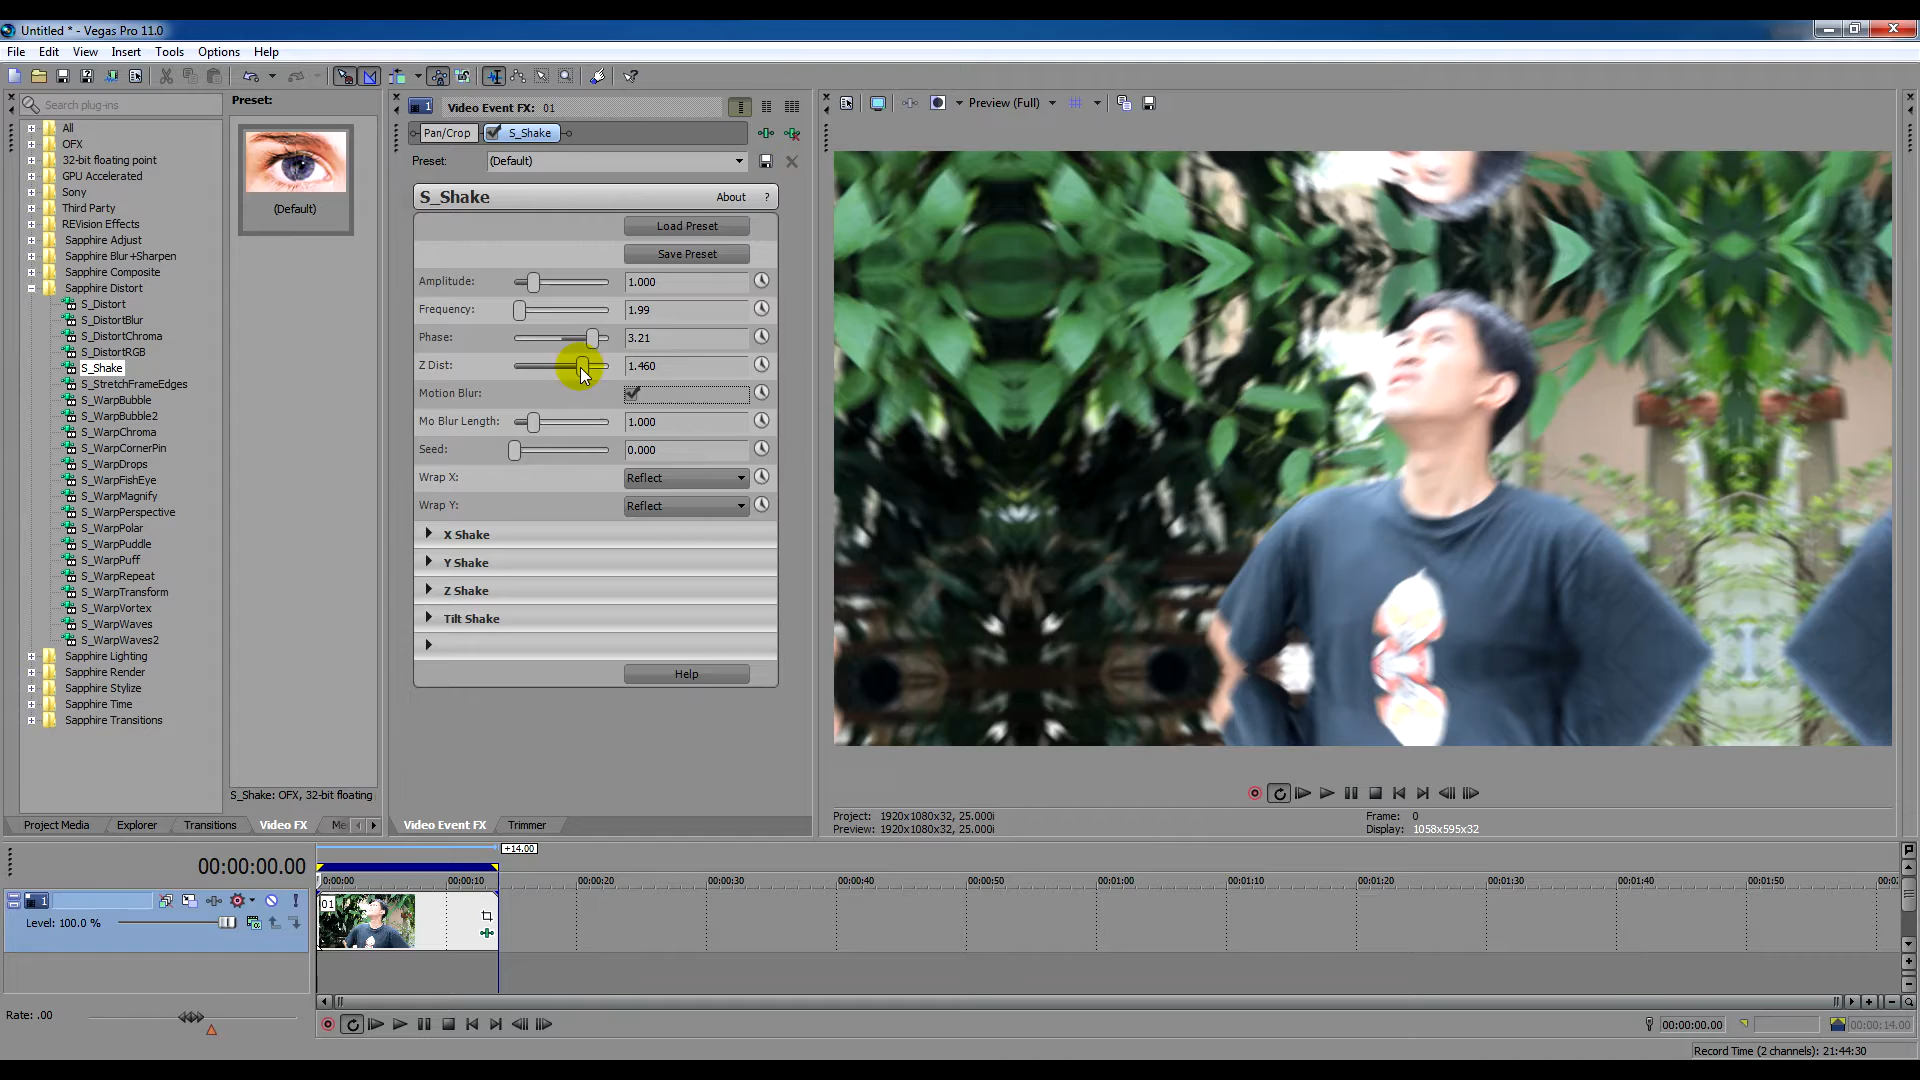 Untitled * - Vegas Pro 11.0
File Edit View Insert Tools Options Help
Search plug-ins
All
OFX
32-bit floating point
GPU Accelerated
Sony
Third Party
REVision Effects
Sapphire Adjust
Sapphire Blur+Sharpen
Sapphire Composite
Sapphire Distort
S_Distort
S_DistortBlur
S_DistortChroma
S_DistortRGB
S_Shake
S_StretchFrameEdges
S_WarpBubble
S_WarpBubble2
S_WarpChroma
S_WarpCornerPin
S_WarpDrops
S_WarpFishEye
S_WarpMagnify
S_WarpPerspective
S_WarpPolar
S_WarpPuddle
S_WarpPuff
S_WarpRepeat
S_WarpTransform
S_WarpVortex
S_WarpWaves
S_WarpWaves2
Sapphire Lighting
Sapphire Render
Sapphire Stylize
Sapphire Time
Sapphire Transitions
Preset:
(Default)
S_Shake: OFX, 32-bit floating
Project Media Explorer Transitions Video FX Me
1 Video Event FX: 01
Pan/Crop S_Shake
Preset: (Default)
S_Shake About ?
Load Preset
Save Preset
Amplitude: 1.000
Frequency: 1.99
Phase: 3.21
Z Dist: 1.460
Motion Blur:
Mo Blur Length: 1.000
Seed: 0.000
Wrap X: Reflect
Wrap Y: Reflect
X Shake
Y Shake
Z Shake
Tilt Shake
Help
Video Event FX Trimmer
Preview (Full)
Project: 1920x1080x32, 25.000i
Preview: 1920x1080x32, 25.000i
Frame: 0
Display: 1058x595x32
00:00:00.00
+14.00
0:00:00 00:00:10 00:00:20 00:00:30 00:00:40 00:00:50 00:01:00 00:01:10 00:01:20 00:01:30 00:01:40 00:01:50 00:0
1
Level: 100.0 %
01
Rate: .00
00:00:00.00
00:00:14.00
Record Time (2 channels): 21:44:30